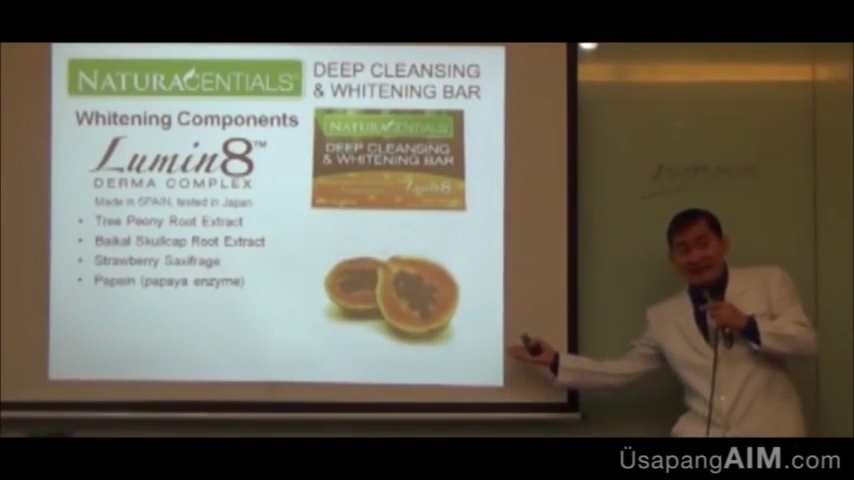 NATURACENTIALS®
DEEP CLEANSING
& WHITENING BAR
Whitening Components
Lumin8™
DERMA COMPLEX
Made in SPAIN, tested in Japan
• Tree Peony Root Extract
• Baikal Skullcap Root Extract
• Strawberry Saxifrage
• Papain (papaya enzyme)
NATURACENTIALS
DEEP CLEANSING
& WHITENING BAR
Lumin8
ÜsapangAIM.com